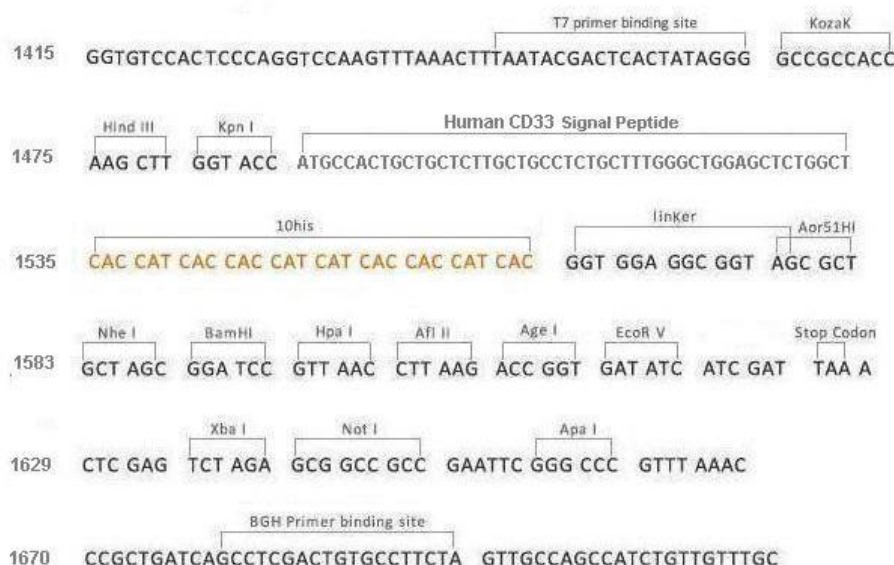 T7 primer binding site KozaK
1415 GGTGTCCACTCCCAGGTCCAAGTTTAAACTTTAATACGACTCACTATAGGG GCCGCCACC
Hind III Kpn I Human CD33 Signal Peptide
1475 AAG CTT GGT ACC ATGCCACTGCTGCTCTTGCTGCCTCTGCTTTGGGCTGGAGCTCTGGCT
10his linker Aor51HI
1535 CAC CAT CAC CAC CAT CAT CAC CAC CAT CAC GGT GGA GGC GGT AGC GCT
Nhe I BamHI Hpa I Afl II Age I EcoR V Stop Codon
1583 GCT AGC GGA TCC GTT AAC CTT AAG ACC GGT GAT ATC ATC GAT TAA A
Xba I Not I Apa I
1629 CTC GAG TCT AGA GCG GCC GCC GAATTC GGG CCC GTTT AAAC
BGH Primer binding site
1670 CCGCTGATCAGCCTCGACTGTGCCTTCTA GTTGCCAGCCATCTGTTGTTTGC